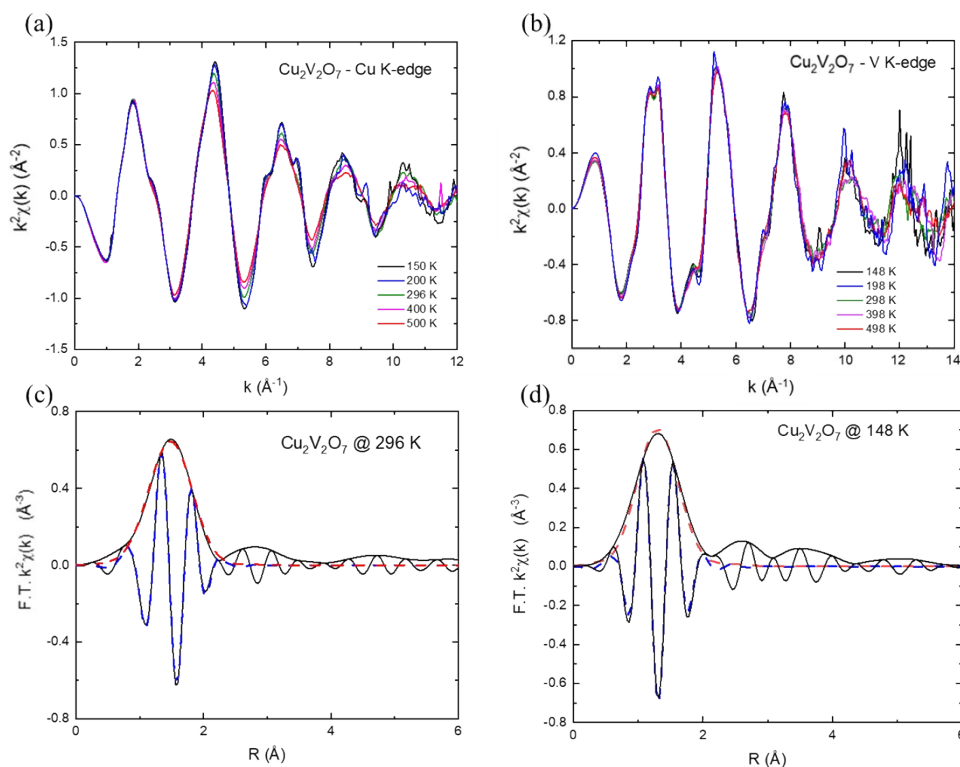 (a)
k²χ(k) (Å⁻²)
1.5
1.0
0.5
0.0
-0.5
-1.0
-1.5
Cu₂V₂O₇ - Cu K-edge
150 K
200 K
296 K
400 K
500 K
0 2 4 6 8 10 12
k (Å⁻¹)
(b)
k²χ(k) (Å⁻²)
1.2
0.8
0.4
0.0
-0.4
-0.8
Cu₂V₂O₇ - V K-edge
148 K
198 K
298 K
398 K
498 K
0 2 4 6 8 10 12 14
k (Å⁻¹)
(c)
F.T. k²χ(k) (Å⁻³)
0.8
0.4
0.0
-0.4
-0.8
Cu₂V₂O₇ @ 296 K
0 2 4 6
R (Å)
(d)
F.T. k²χ(k) (Å⁻³)
0.8
0.6
0.4
0.2
0.0
-0.2
-0.4
-0.6
-0.8
Cu₂V₂O₇ @ 148 K
0 2 4 6
R (Å)